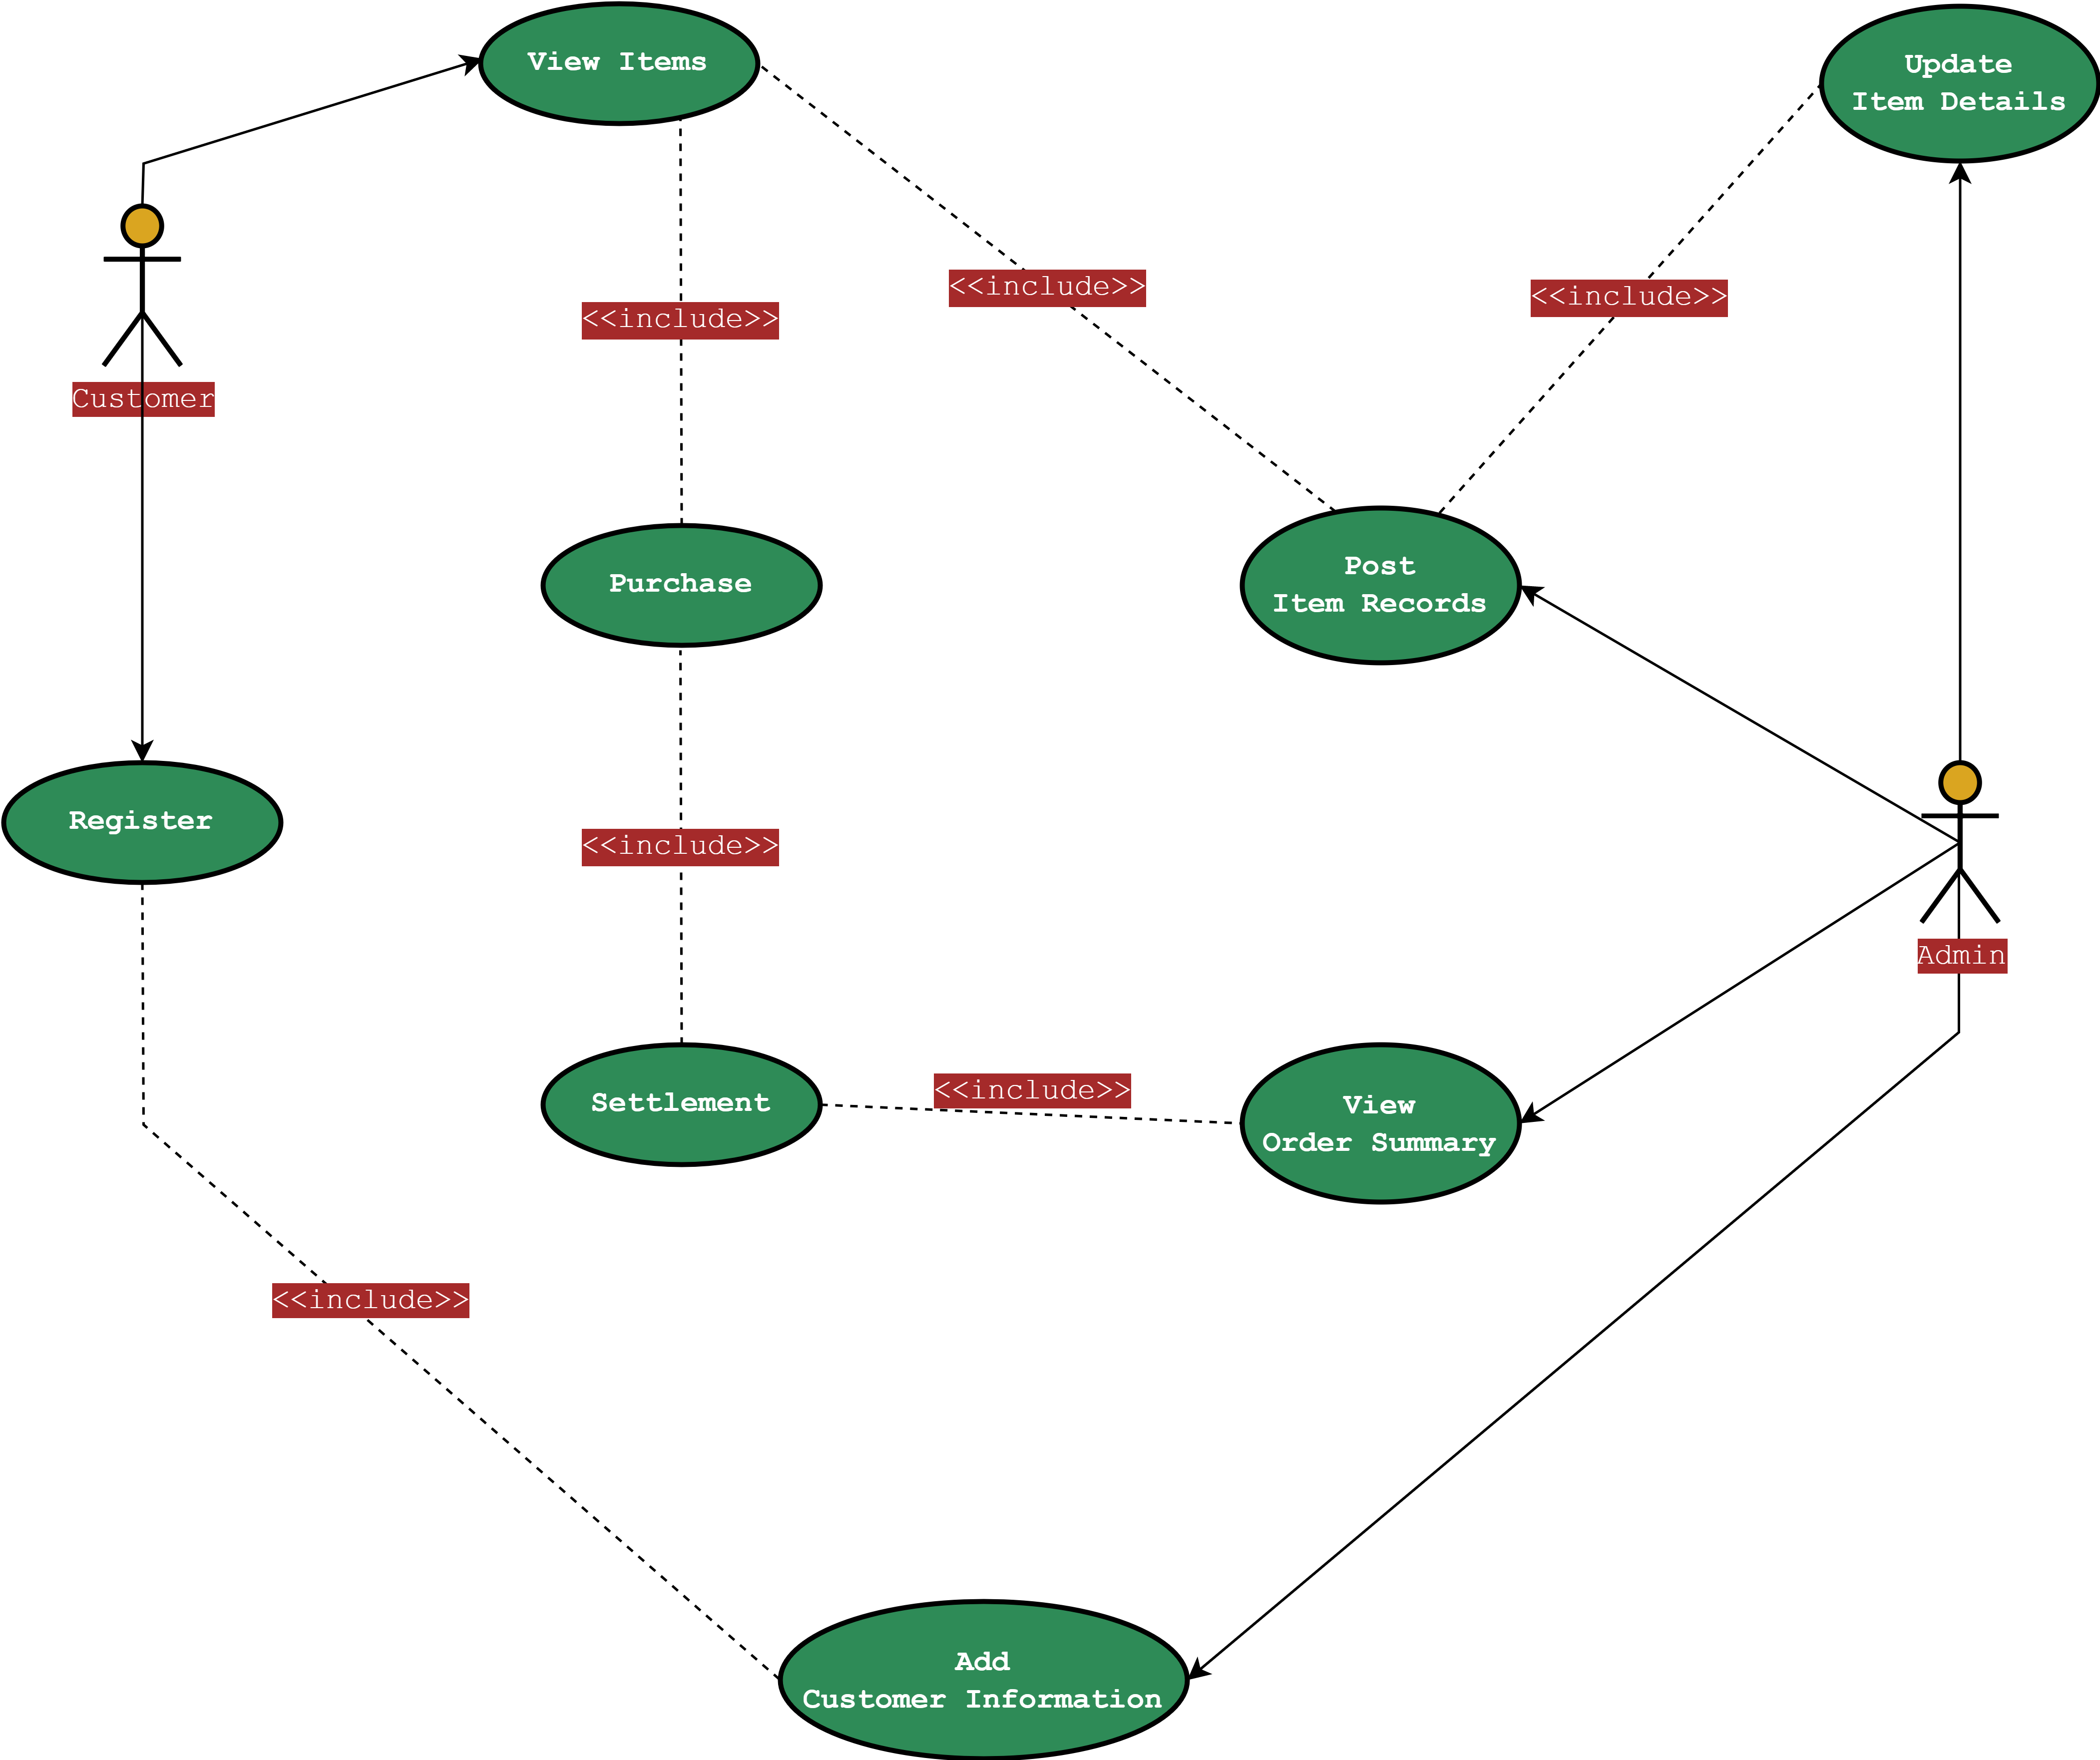 View Items
Update
Item Details
<<include>>
<<include>>
<<include>>
Customer
Post
Item Records
Purchase
Register
<<include>>
Admin
Settlement
<<include>>
View
Order Summary
<<include>>
Add
Customer Information